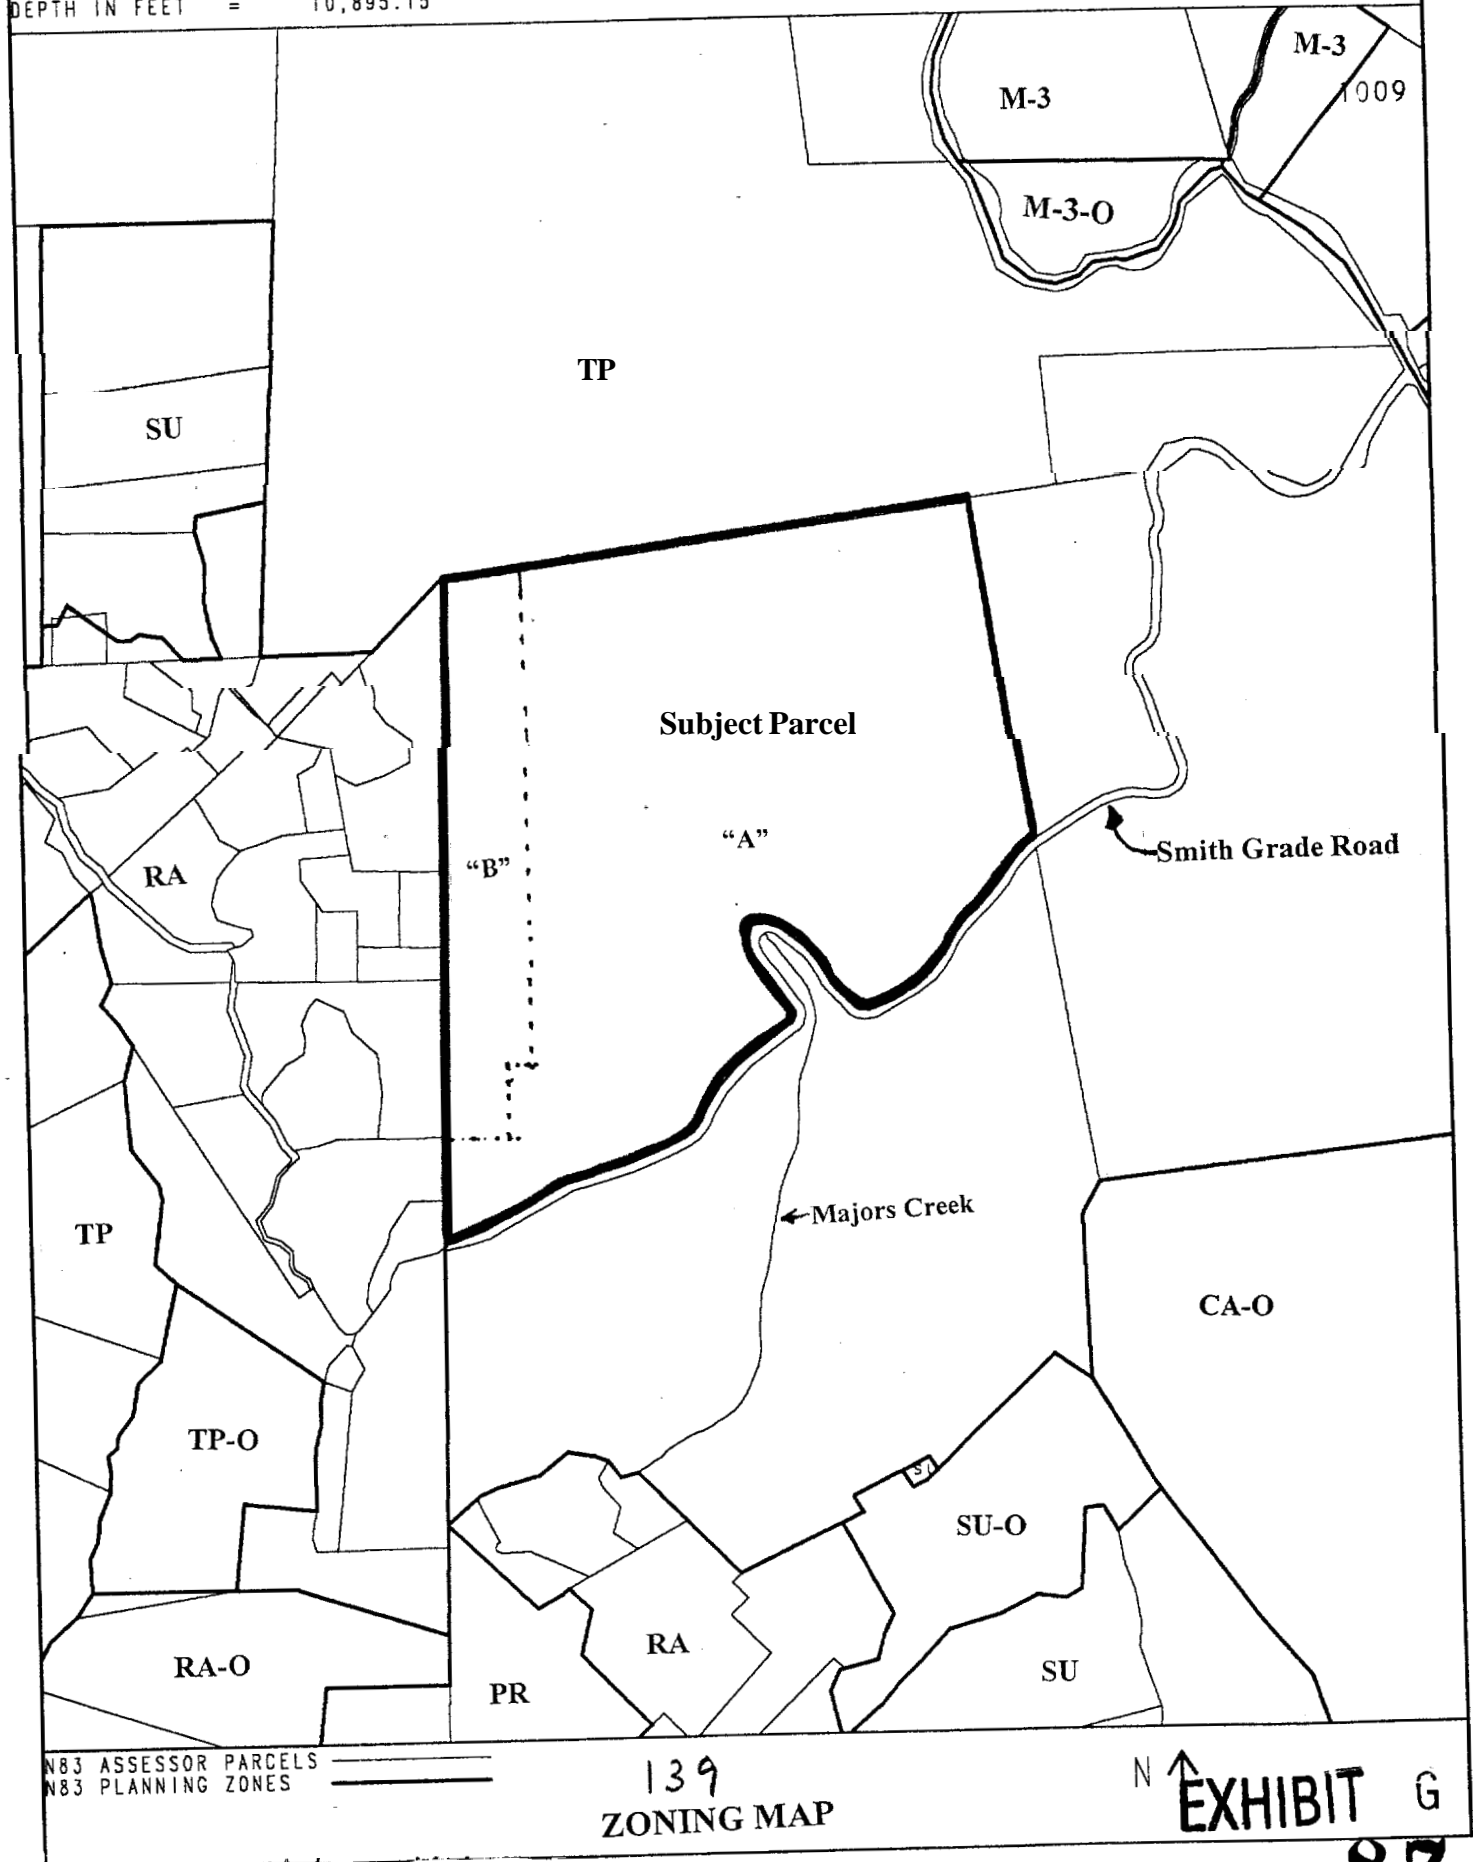 DEPTH IN FEET = 10,895.15
M-3
M-3
1009
M-3-O
TP
SU
Subject Parcel
"A"
"B"
Smith Grade Road
RA
Majors Creek
TP
CA-O
TP-O
SU-O
RA
RA-O
SU
PR
N83 ASSESSOR PARCELS
N83 PLANNING ZONES
139
ZONING MAP
N
EXHIBIT G